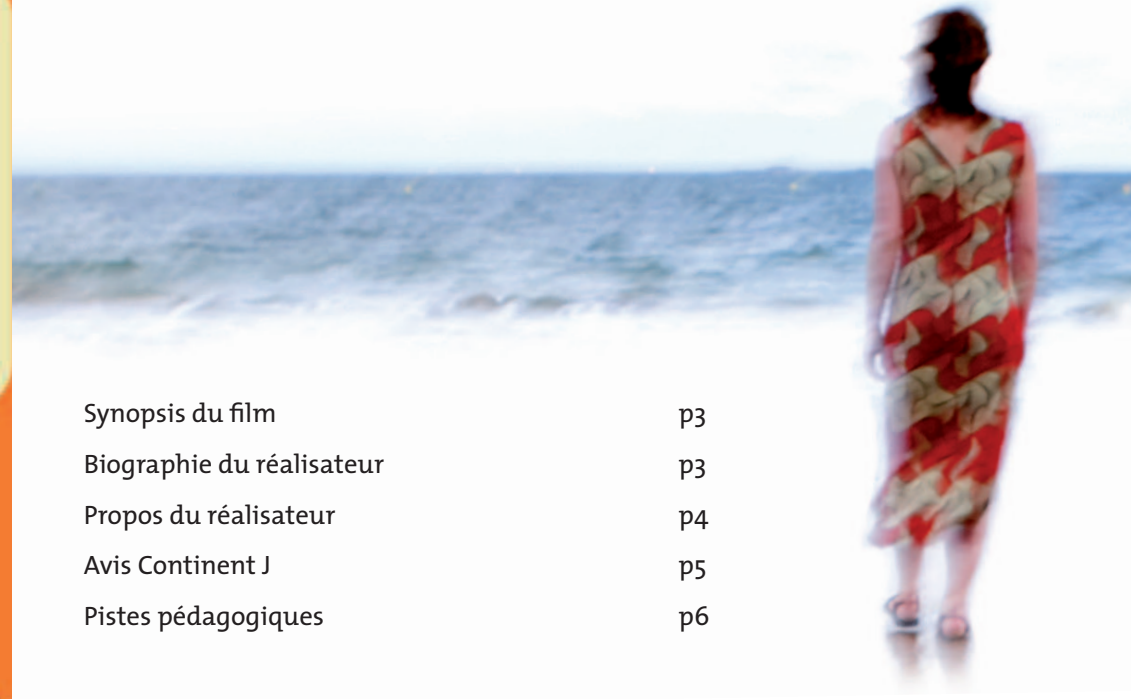 Synopsis du film p3
Biographie du réalisateur p3
Propos du réalisateur p4
Avis Continent J p5
Pistes pédagogiques p6